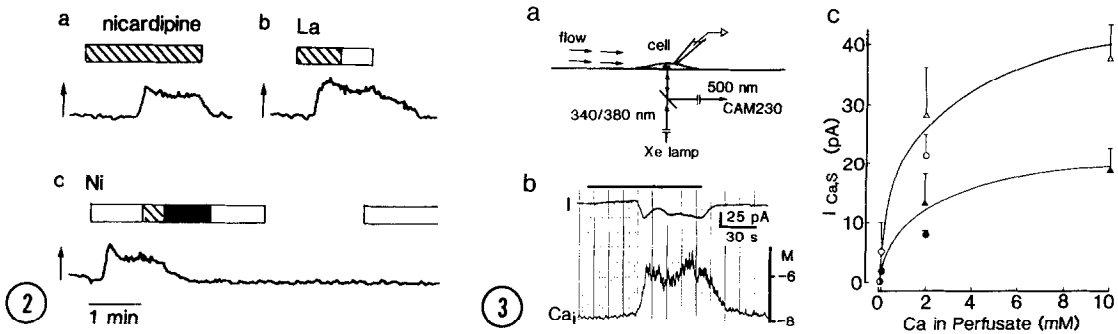 a
nicardipine
b
La
c
Ni
1 min
2
a
flow
cell
500 nm
CAM230
340/380 nm
Xe lamp
b
I
25 pA
30 s
M
-6
Cai
-8
3
c
I Ca,S (pA)
40
30
20
10
0
0
2
4
6
8
10
Ca in Perfusate (mM)